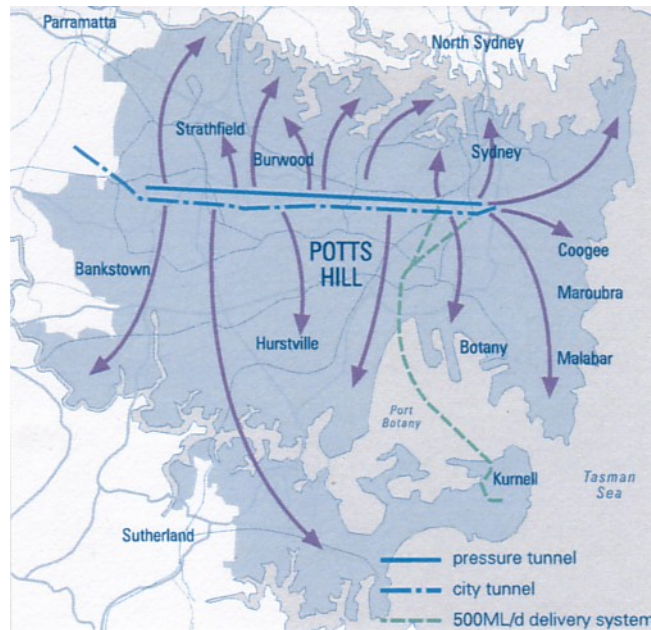 Parramatta
North Sydney
Strathfield
Burwood
Sydney
POTTS
HILL
Bankstown
Coogee
Maroubra
Hurstville
Botany
Malabar
Port
Botany
Kurnell
Tasman
Sea
Sutherland
pressure tunnel
city tunnel
500ML/d delivery system